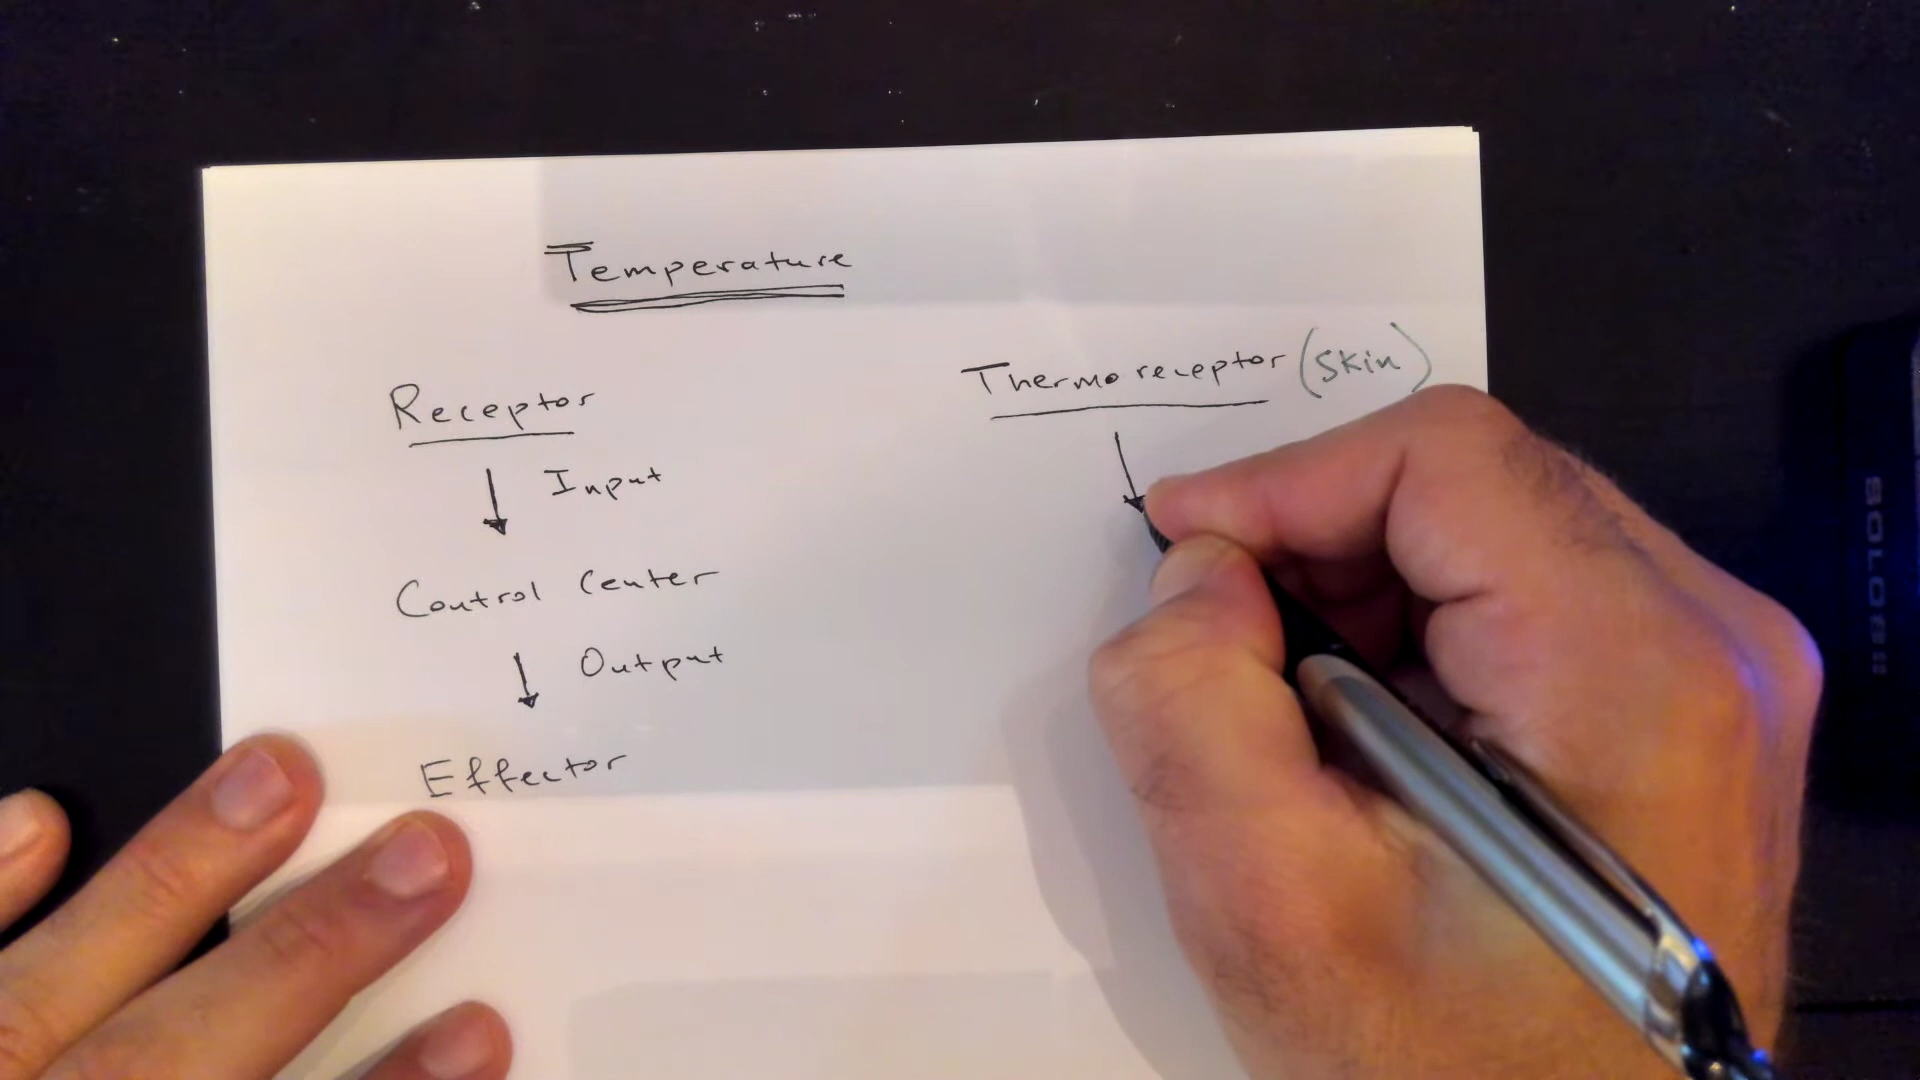 Temperature
Receptor
Input
Control Center
Output
Effector
Thermoreceptor (Skin)